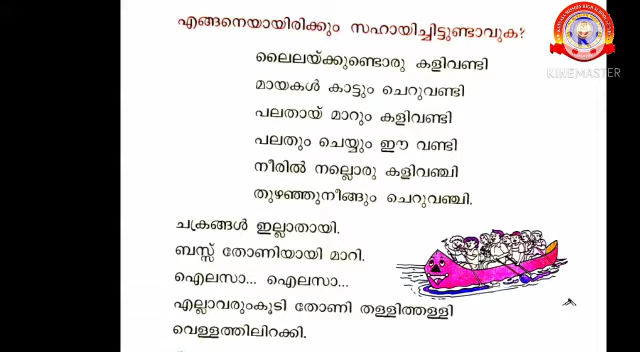 എങ്ങനെയായിരിക്കും സഹായിച്ചിട്ടുണ്ടാവുക?
ലൈലയ്ക്കുണ്ടൊരു കളിവണ്ടി
മായകൾ കാട്ടും ചെറുവണ്ടി
പലതായ് മാറും കളിവണ്ടി
പലതും ചെയ്യും ഈ വണ്ടി
നീരിൽ നല്ലൊരു കളിവഞ്ചി
തുഴഞ്ഞുനീങ്ങും ചെറുവഞ്ചി.
ചക്രങ്ങൾ ഇല്ലാതായി.
ബസ്സ് തോണിയായി മാറി.
ഐലസാ... ഐലസാ...
എല്ലാവരുംകൂടി തോണി തള്ളിത്തള്ളി
വെള്ളത്തിലിറക്കി.
KINEMASTER